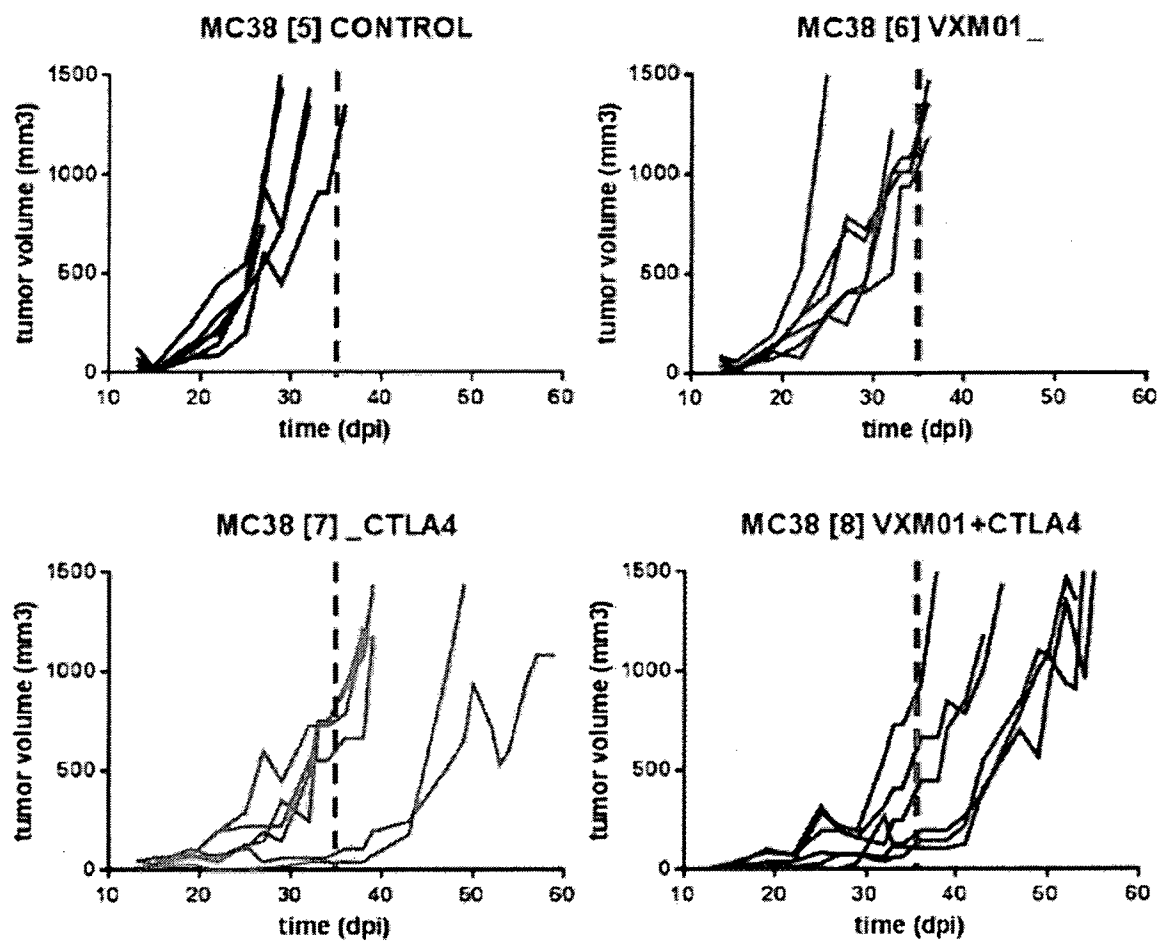 MC38 [5] CONTROL
tumor volume (mm3)
1500
1000
500
0
10 20 30 40 50 60
time (dpi)
MC38 [6] VXM01_
tumor volume (mm3)
1500
1000
500
0
10 20 30 40 50 60
time (dpi)
MC38 [7] _CTLA4
tumor volume (mm3)
1500
1000
500
0
10 20 30 40 50 60
time (dpi)
MC38 [8] VXM01+CTLA4
tumor volume (mm3)
1500
1000
500
0
10 20 30 40 50 60
time (dpi)